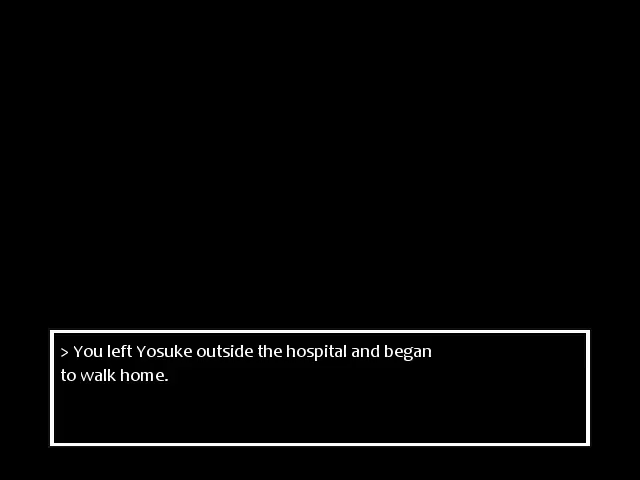 > You left Yosuke outside the hospital and began
to walk home.